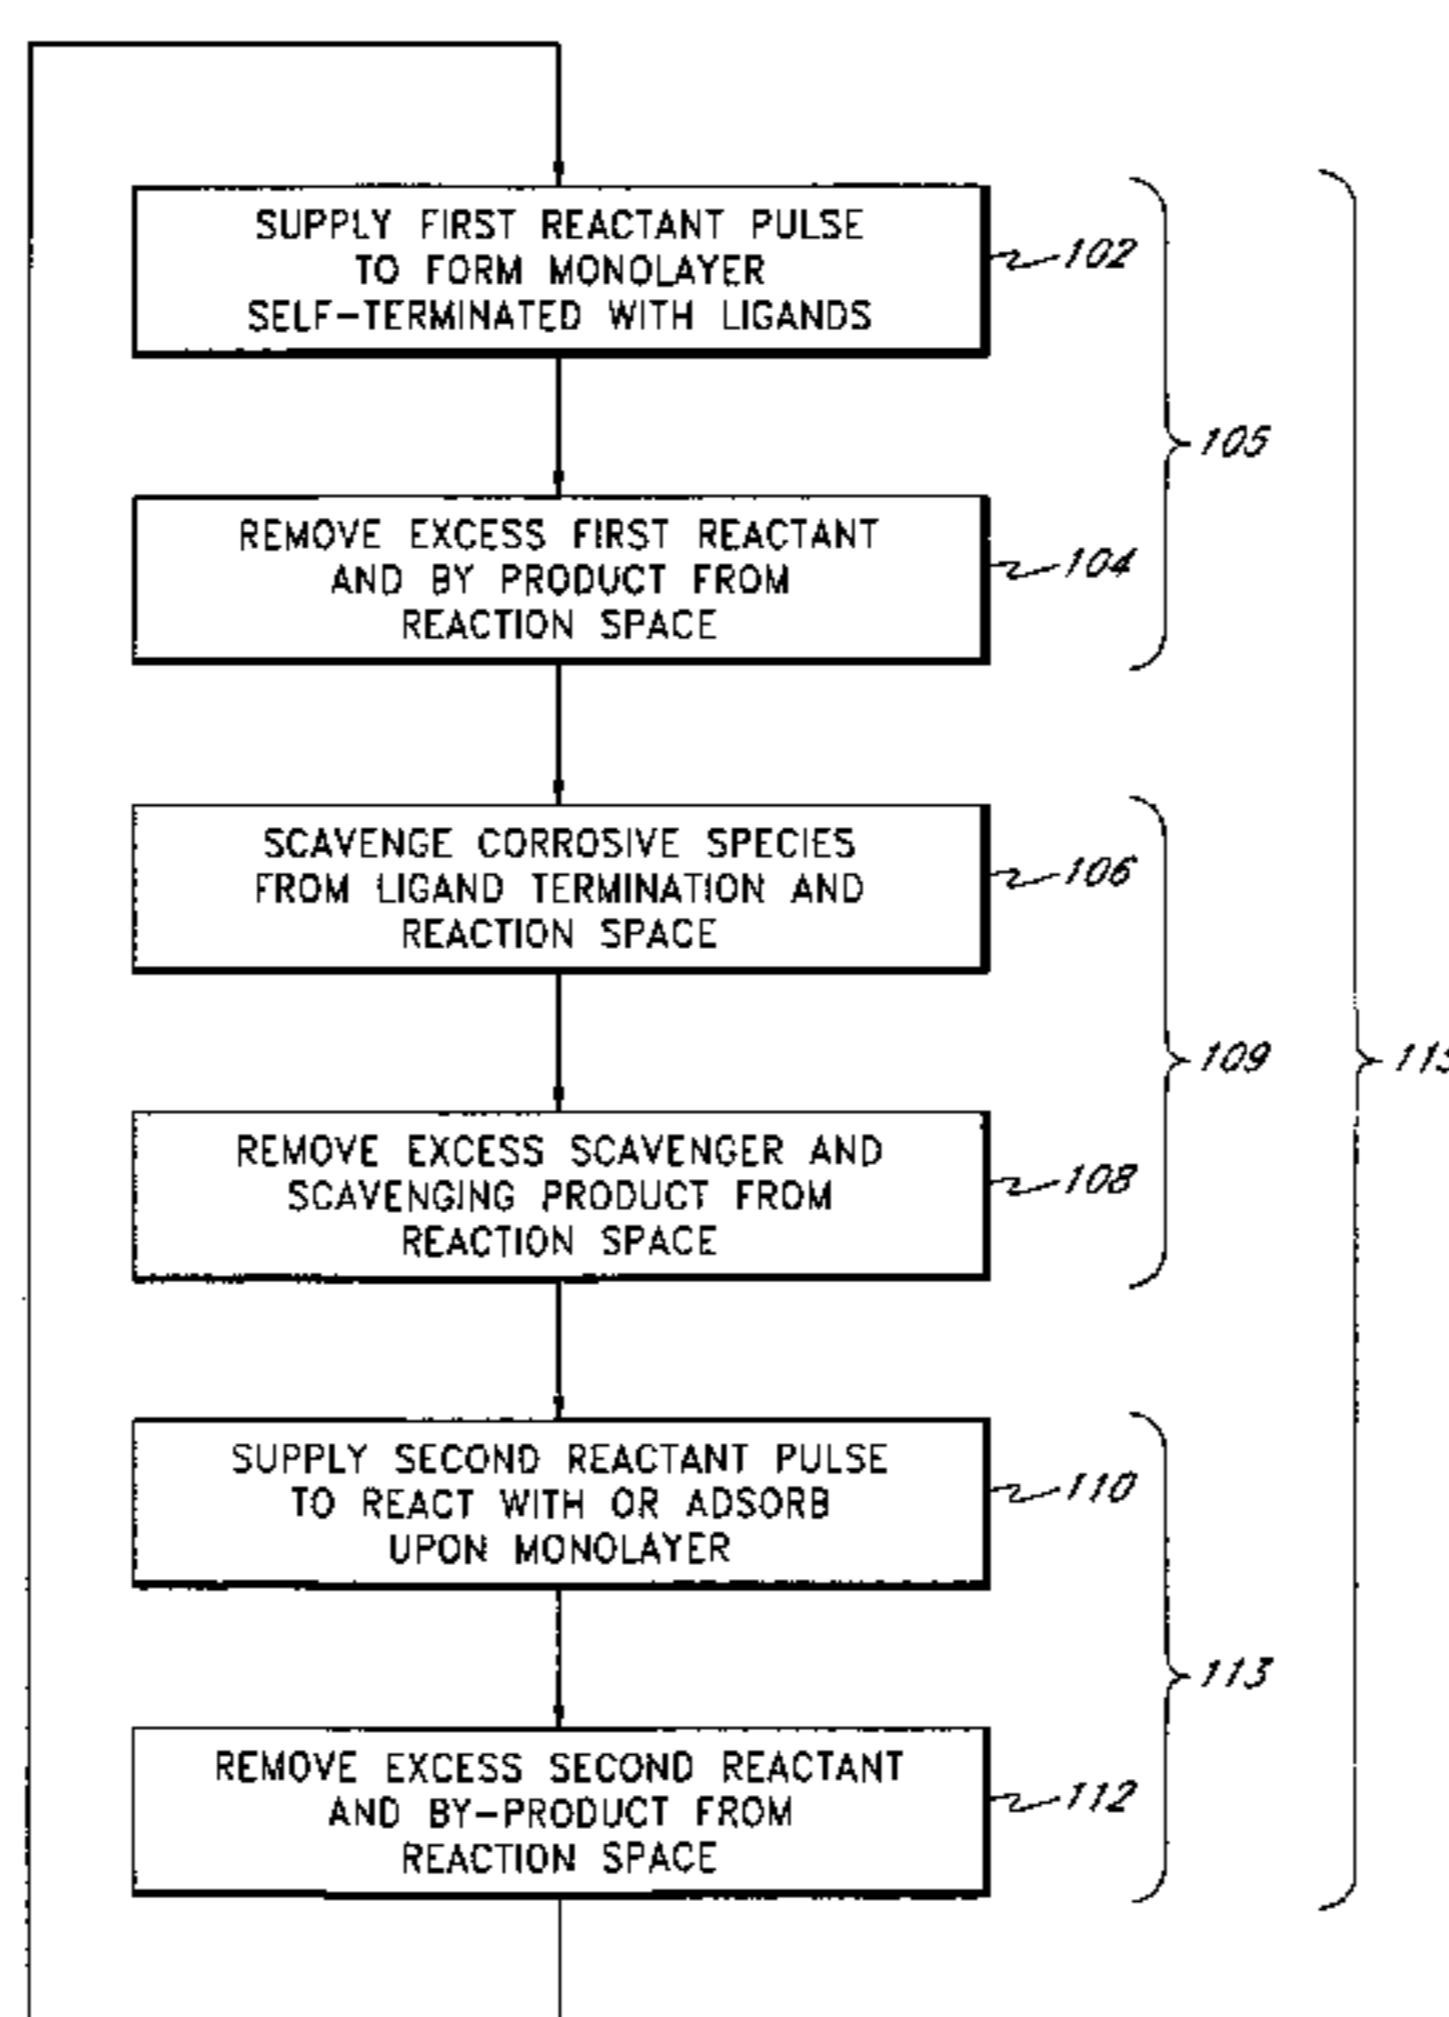 SUPPLY FIRST REACTANT PULSE
TO FORM MONOLAYER
SELF-TERMINATED WITH LIGANDS
102
105
REMOVE EXCESS FIRST REACTANT
AND BY PRODUCT FROM
REACTION SPACE
104
SCAVENGE CORROSIVE SPECIES
FROM LIGAND TERMINATION AND
REACTION SPACE
106
109
115
REMOVE EXCESS SCAVENGER AND
SCAVENGING PRODUCT FROM
REACTION SPACE
108
SUPPLY SECOND REACTANT PULSE
TO REACT WITH OR ADSORB
UPON MONOLAYER
110
113
REMOVE EXCESS SECOND REACTANT
AND BY-PRODUCT FROM
REACTION SPACE
112